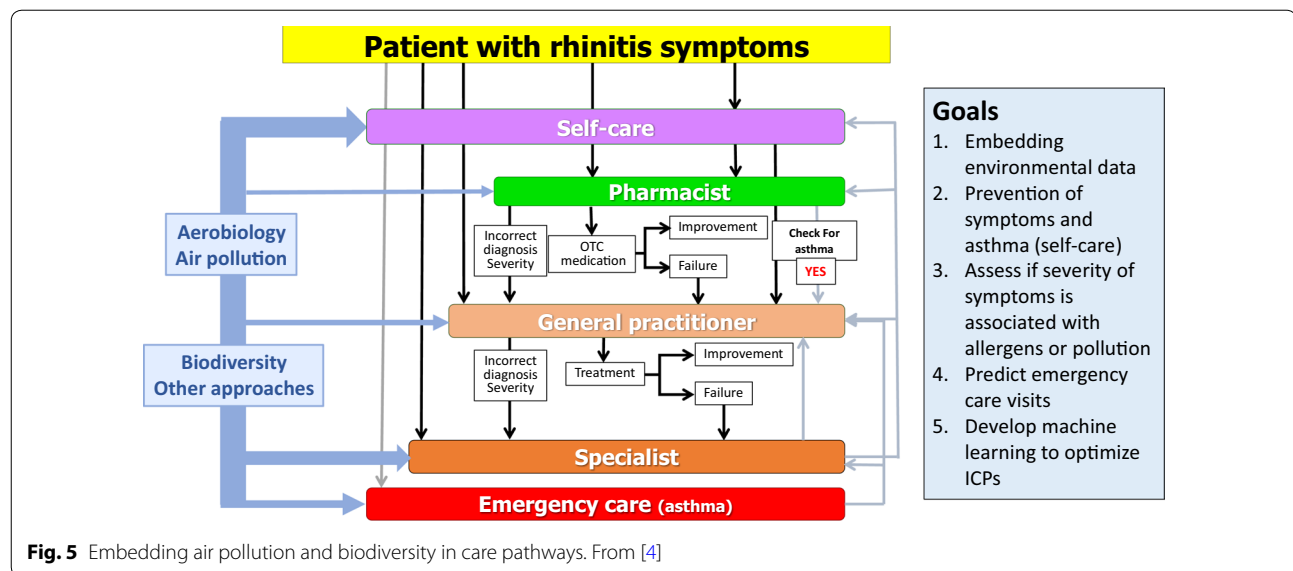 Patient with rhinitis symptoms
Self-care
Pharmacist
Aerobiology
Air pollution
Incorrect
diagnosis
Severity
OTC
medication
Improvement
Failure
Check For
asthma
YES
General practitioner
Biodiversity
Other approaches
Incorrect
diagnosis
Severity
Treatment
Improvement
Failure
Specialist
Emergency care (asthma)
Goals
1. Embedding
environmental data
2. Prevention of
symptoms and
asthma (self-care)
3. Assess if severity of
symptoms is
associated with
allergens or pollution
4. Predict emergency
care visits
5. Develop machine
learning to optimize
ICPs
Fig. 5 Embedding air pollution and biodiversity in care pathways. From [4]